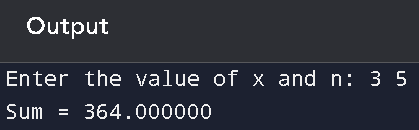 Output
Enter the value of x and n: 3 5
Sum = 364.000000